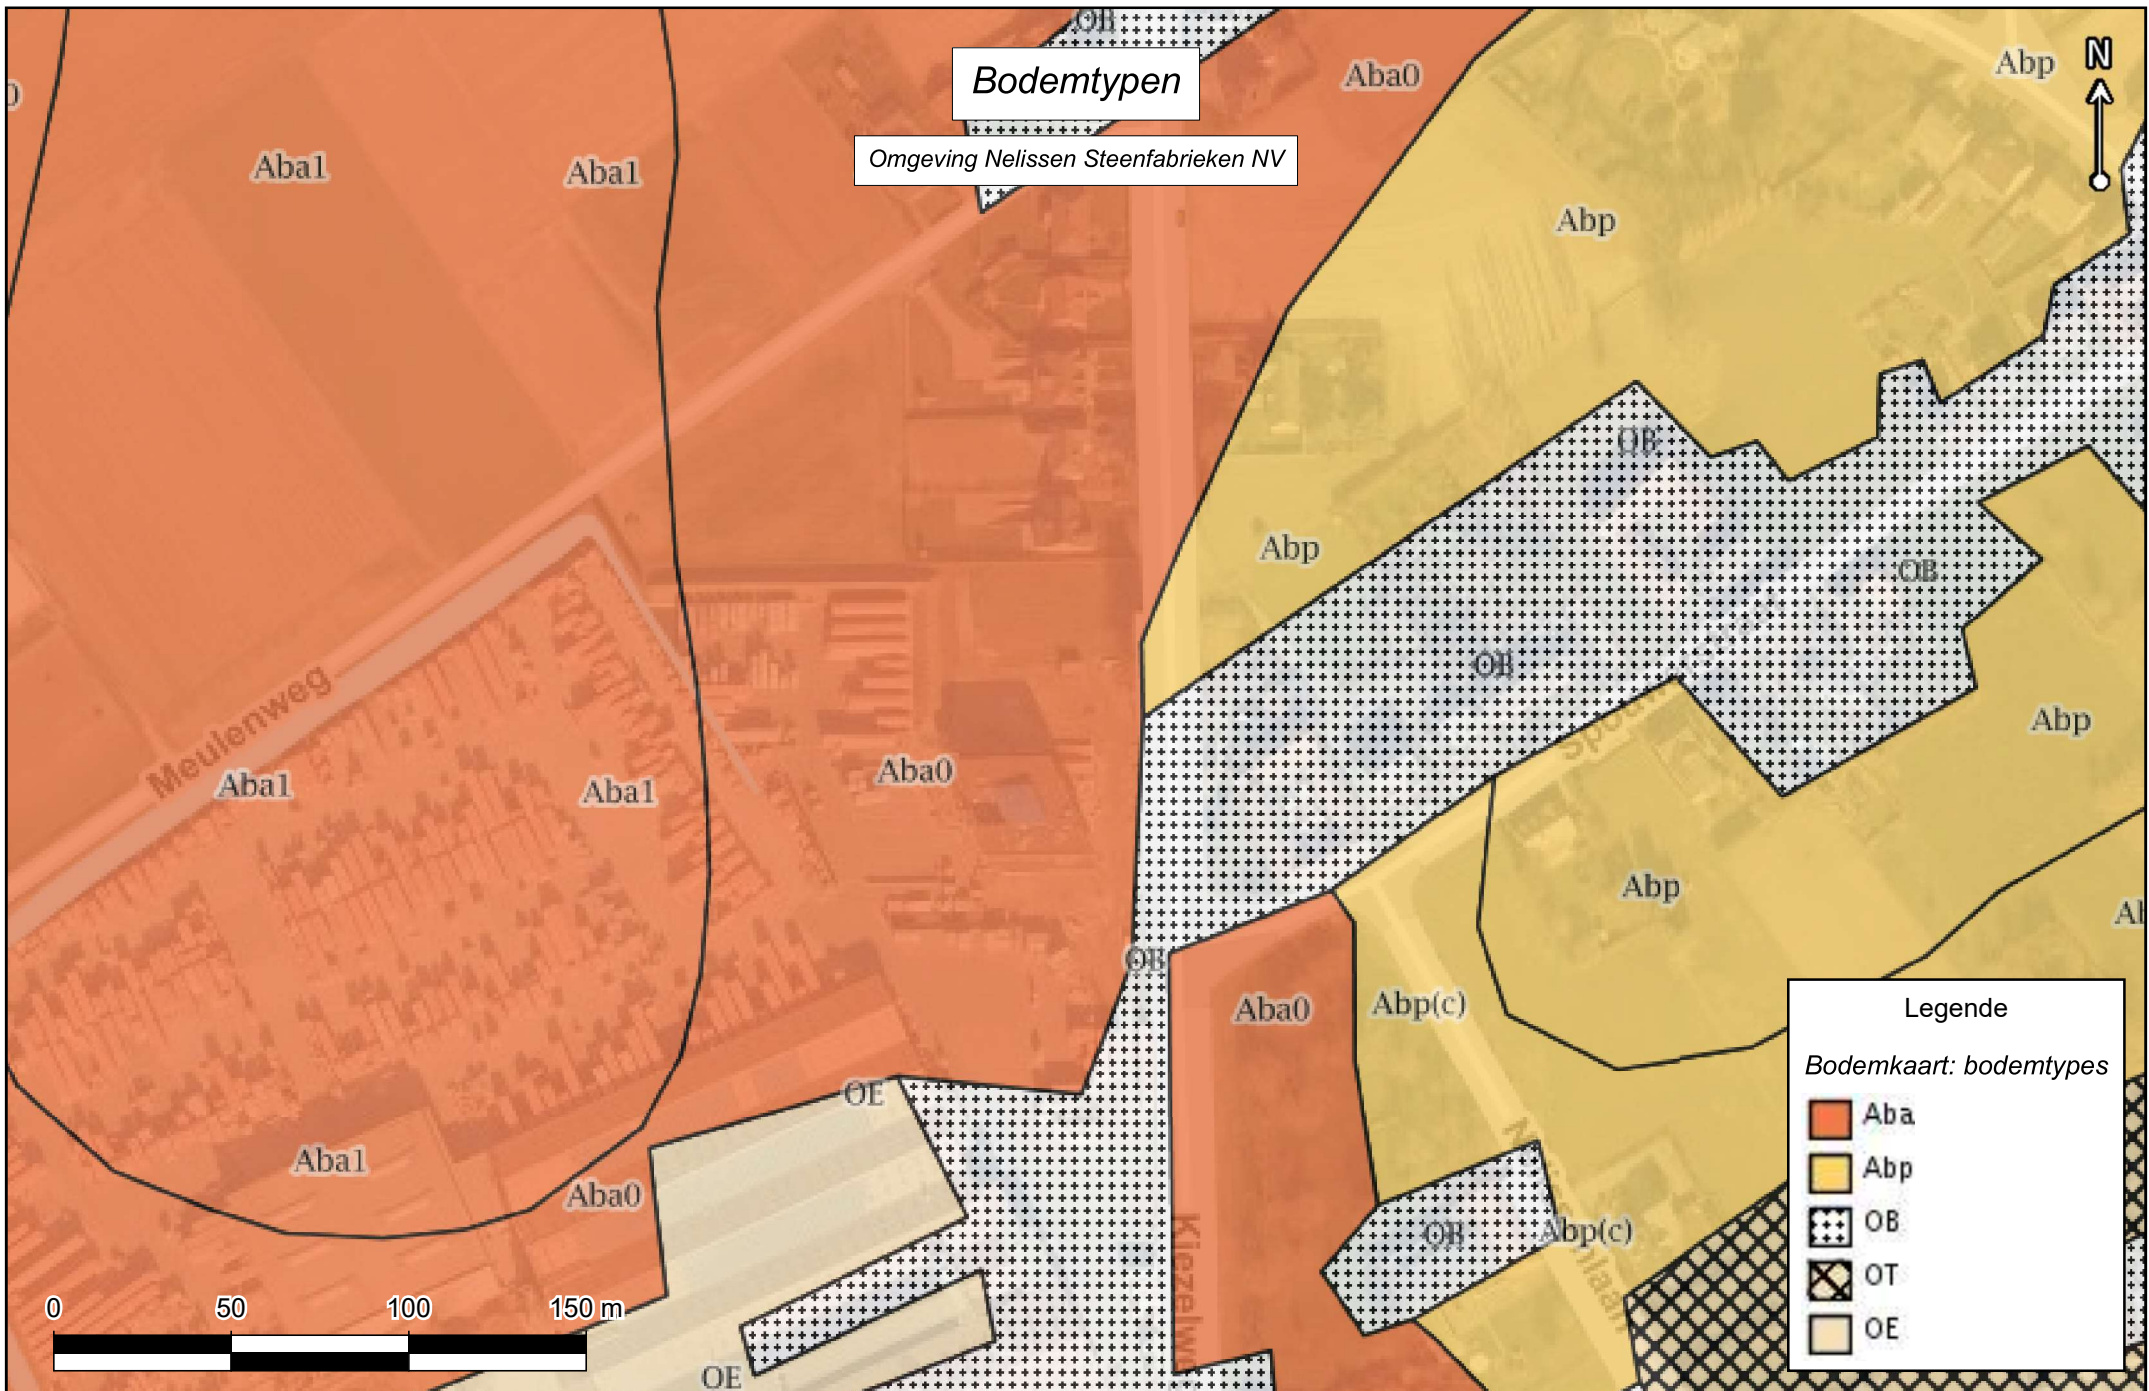 OB
Bodemtypen
Aba0
Abp
N
0
Omgeving Nelissen Steenfabrieken NV
Aba1
Aba1
Abp
OB
Abp
OB
OB
Meulenweg
Abp
Aba1
Aba1
Aba0
Abp
OB
Aba0
Abp(c)
OE
Aba1
Aba0
OB
Abp(c)
OE
0 50 100 150 m
Legende
Bodemkaart: bodemtypes
Aba
Abp
OB
OT
OE